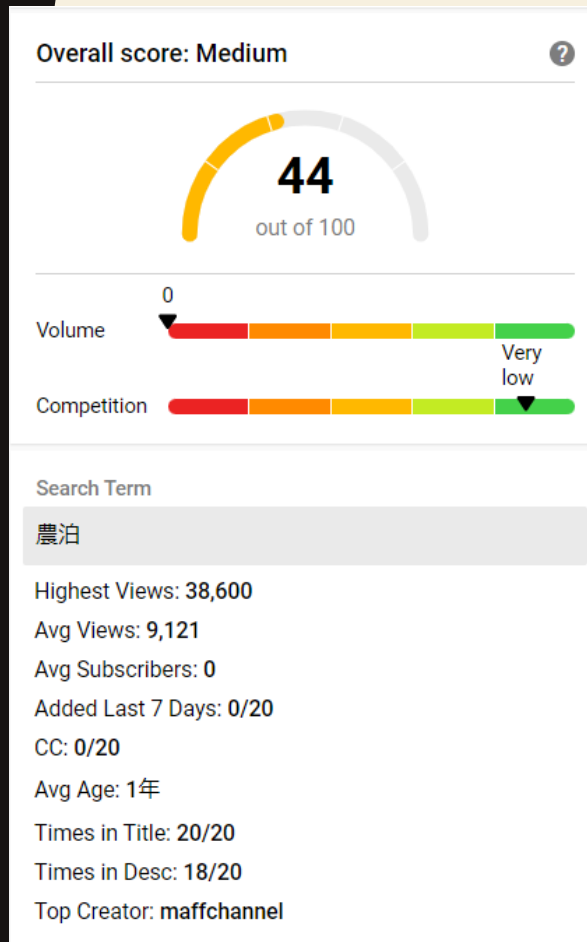 Overall score: Medium
?
44
out of 100
0
Volume
Very
low
Competition
Search Term
農泊
Highest Views: 38,600
Avg Views: 9,121
Avg Subscribers: 0
Added Last 7 Days: 0/20
CC: 0/20
Avg Age: 1年
Times in Title: 20/20
Times in Desc: 18/20
Top Creator: maffchannel